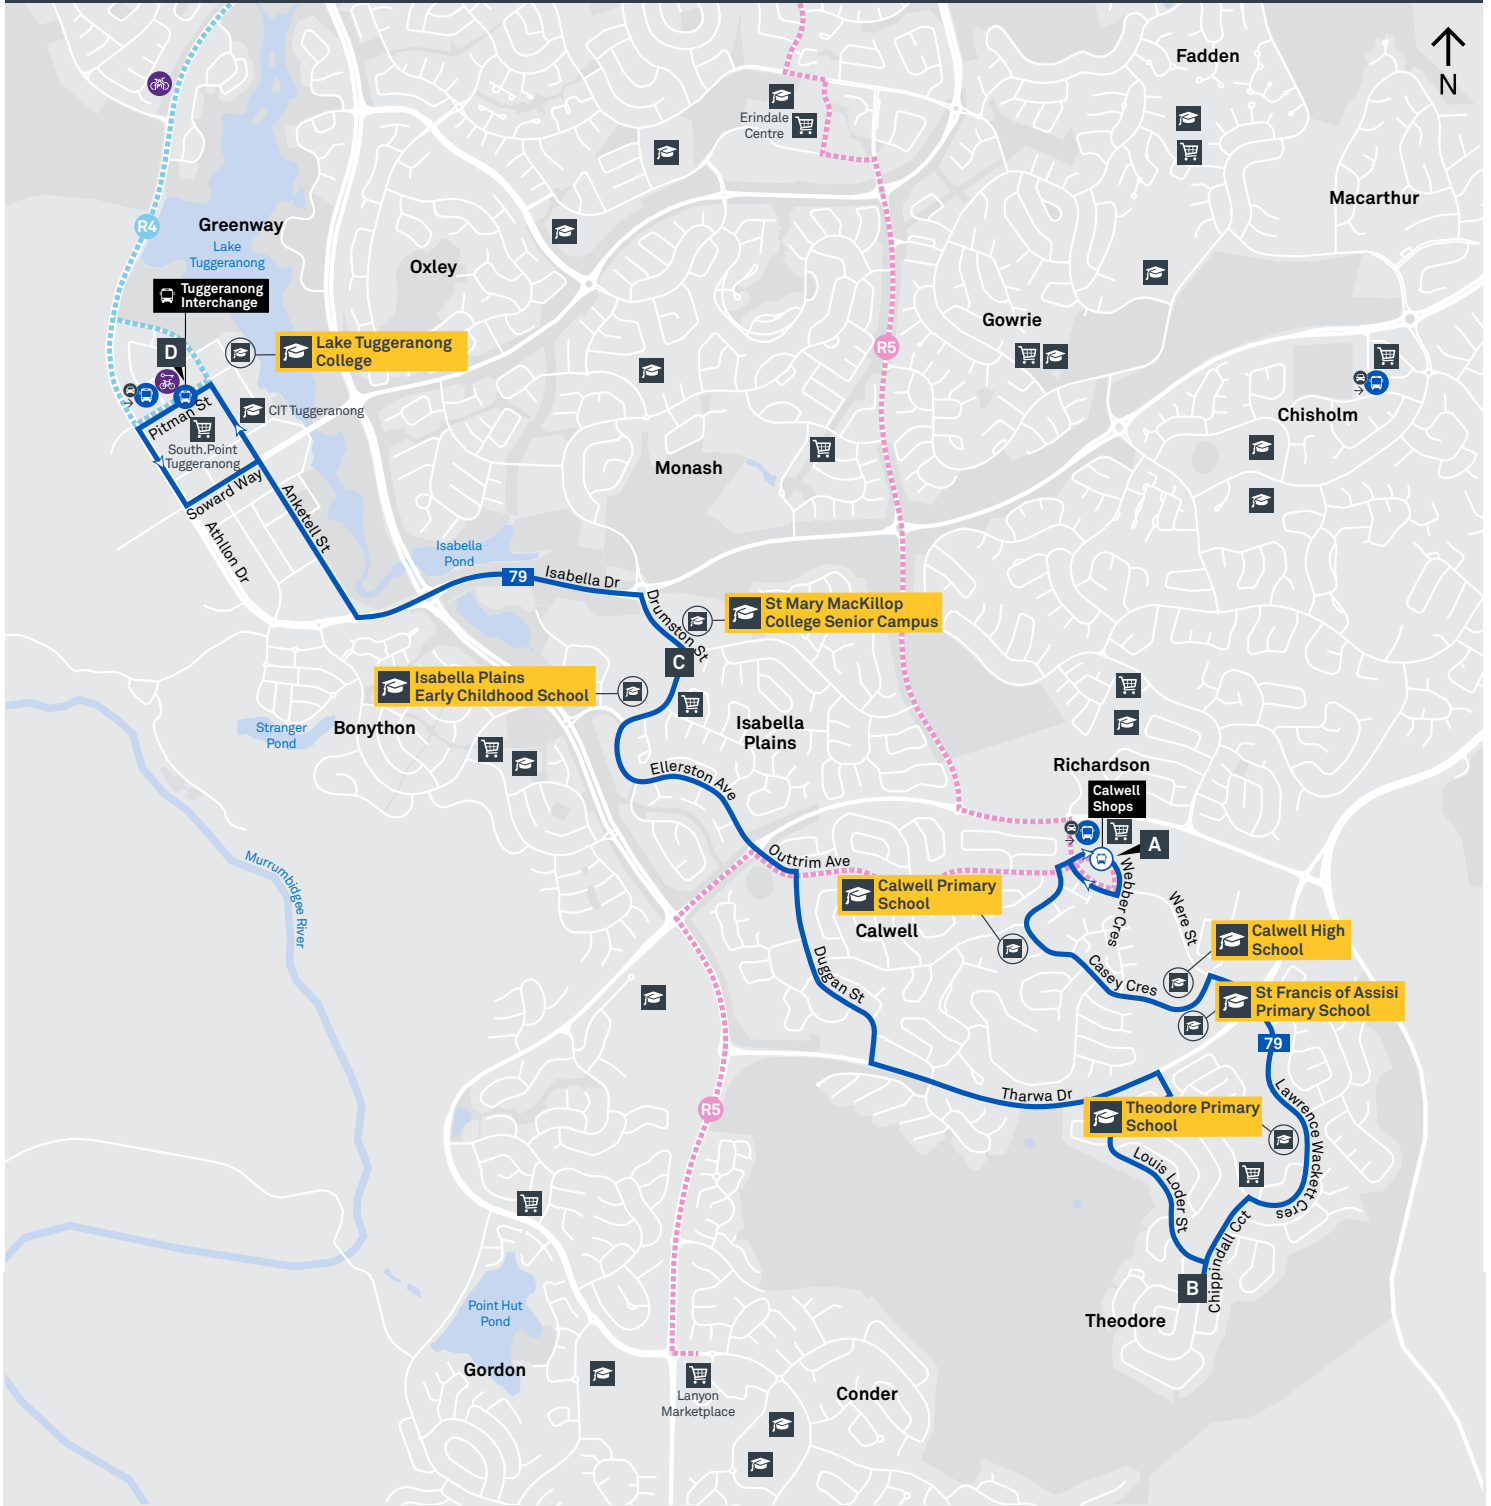 N
Fadden
Erindale
Centre
Macarthur
R4
Greenway
Lake
Tuggeranong
Oxley
Tuggeranong
Interchange
Gowrie
D
Lake Tuggeranong
College
R5
Pitman St
CIT Tuggeranong
Chisholm
South.Point
Tuggeranong
Monash
Soward Way
Anketell St
Athllon Dr
Isabella
Pond
79
Isabella Dr
Drumston St
St Mary MacKillop
College Senior Campus
C
Isabella Plains
Early Childhood School
Stranger
Pond
Bonython
Isabella
Plains
Ellerston Ave
Richardson
Calwell
Shops
A
Outtrim Ave
Murrumbidgee River
Webber Cres
Calwell Primary
School
Calwell
Were St
Calwell High
School
Duggan St
Casey Cres
St Francis of Assisi
Primary School
79
Tharwa Dr
R5
Theodore Primary
School
Lawrence Wackett Cres
Louis Loder St
Chippindall Cct
B
Theodore
Point Hut
Pond
Gordon
Lanyon
Marketplace
Conder